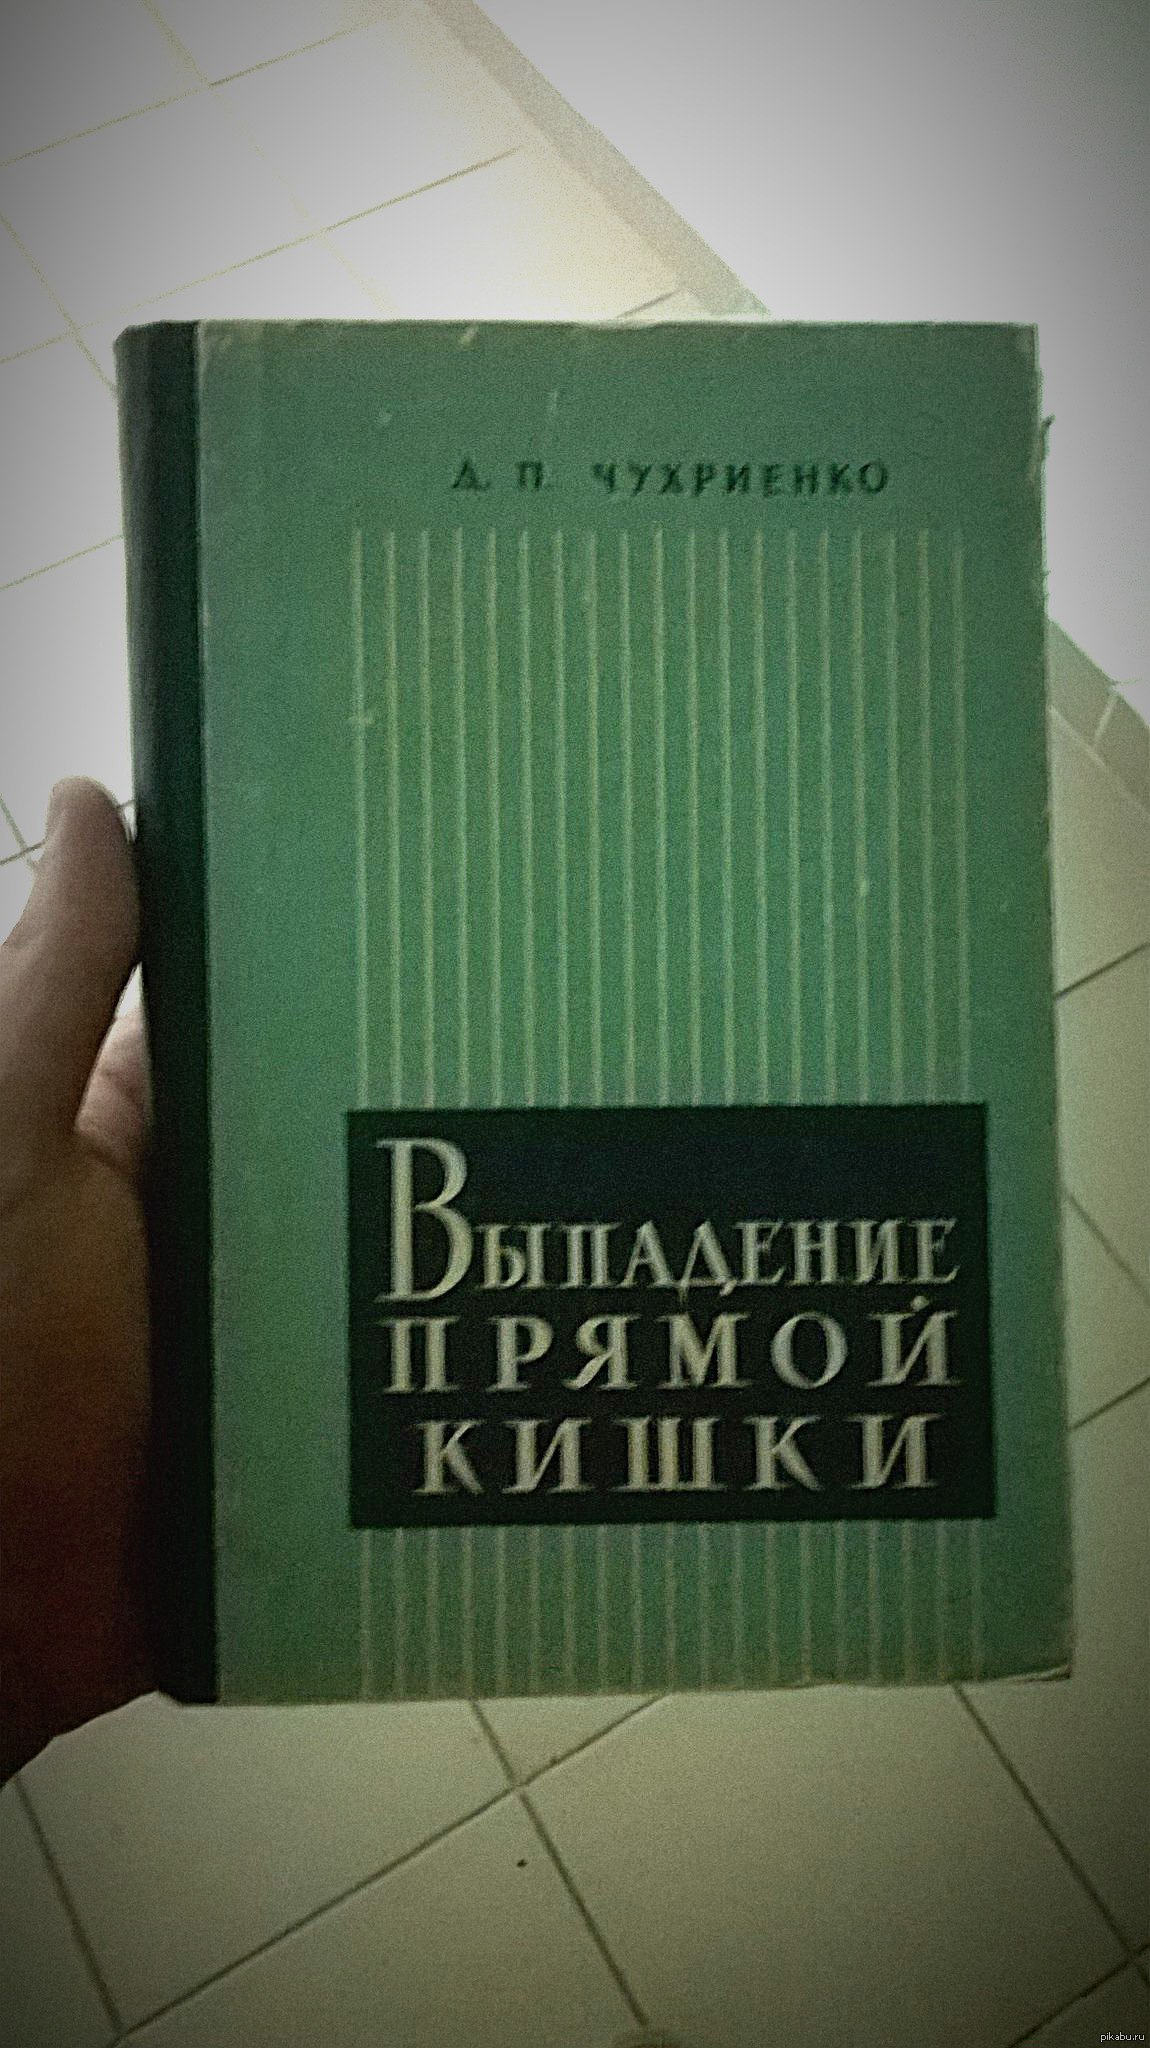 Д. П. ЧУХРИЕНКО
ВЫПАДЕНИЕ
ПРЯМОЙ
КИШКИ
pikabu.ru